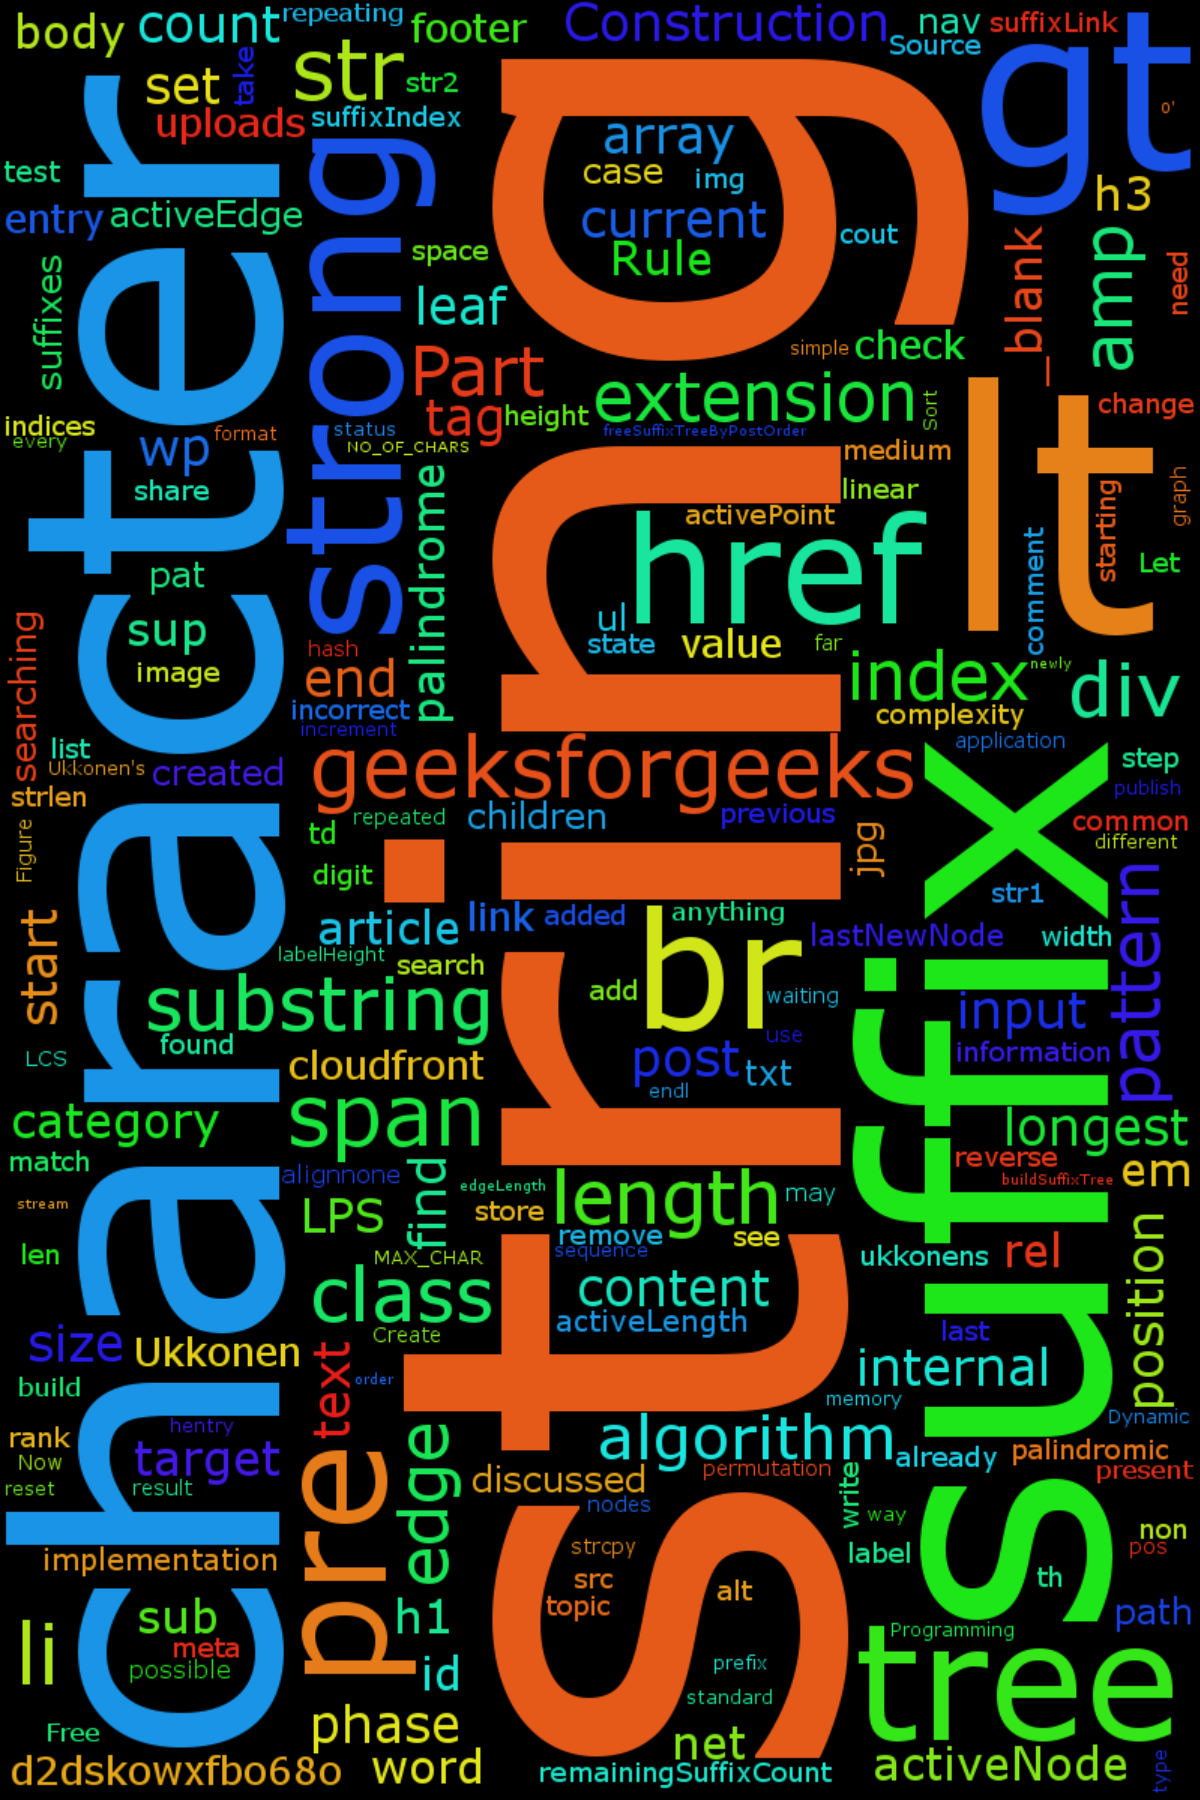 body
count
repeating
footer
Construction
nav
suffixLink
Source
gt
o'
set
take
str
str2
uploads
suffixIndex
array
case
img
current
Rule
cout
h3
test
entry
activeEdge
character
strong
string
space
leaf
_blank
amp
need
suffixes
Part
tag
height
simple
check
extension
Sort
freeSuffixTreeByPostOrder
change
lt
indices
every
wp
format
status
NO_OF_CHARS
medium
linear
share
palindrome
activePoint
href
comment
starting
graph
Let
pat
sup
image
ul
state
value
far
searching
hash
end
incorrect
increment
index
newly
div
complexity
application
list
Ukkonen's
created
geeksforgeeks
step
publish
strlen
Figure
repeated
children
previous
td
digit
jpg
common
different
suffix
str1
pattern
start
article
link
added
anything
br
lastNewNode
width
labelHeight
search
substring
add
waiting
input
found
LCS
cloudfront
use
post
txt
endl
information
category
span
longest
match
alignnone
find
reverse
buildSuffixTree
em
stream
LPS
edgeLength
store
length
may
remove
see
sequence
len
MAX_CHAR
ukkonens
rel
position
class
content
activeLength
Create
size
Ukkonen
text
last
internal
order
build
memory
Dynamic
hentry
rank
Now
target
algorithm
already
palindromic
reset
result
pre
edge
discussed
permutation
present
nodes
write
way
implementation
strcpy
label
non
pos
src
topic
alt
th
path
li
sub
meta
possible
h1
id
Programming
tree
prefix
standard
Free
phase
net
d2dskowxfbo68o
word
remainingSuffixCount
activeNode
type